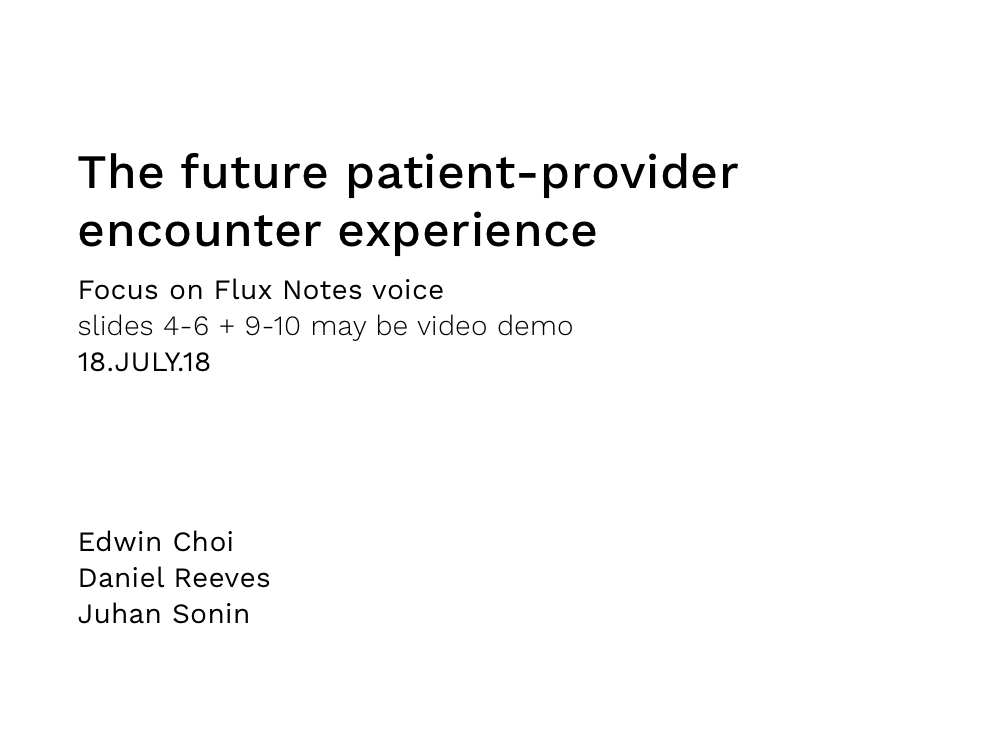 The future patient-provider
encounter experience
Focus on Flux Notes voice
slides 4-6 + 9-10 may be video demo
18.JULY.18
Edwin Choi
Daniel Reeves
Juhan Sonin